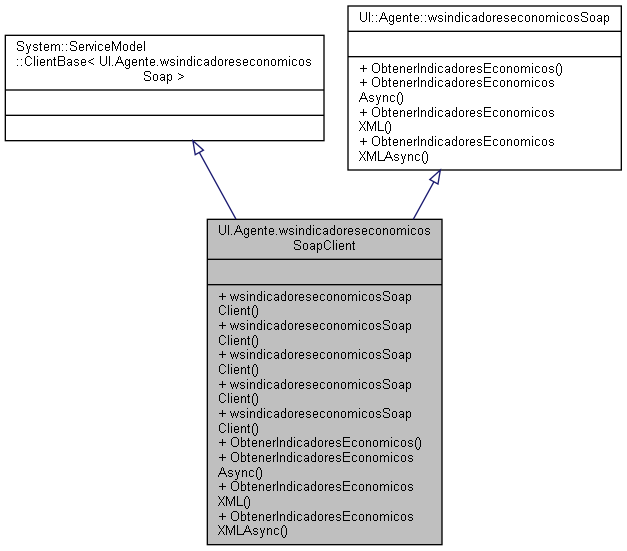 System::ServiceModel
::ClientBase< UI.Agente.wsindicadoreseconomicos
Soap >
UI::Agente::wsindicadoreseconomicosSoap
+ ObtenerIndicadoresEconomicos()
+ ObtenerIndicadoresEconomicos
Async()
+ ObtenerIndicadoresEconomicos
XML()
+ ObtenerIndicadoresEconomicos
XMLAsync()
UI.Agente.wsindicadoreseconomicos
SoapClient
+ wsindicadoreseconomicosSoap
Client()
+ wsindicadoreseconomicosSoap
Client()
+ wsindicadoreseconomicosSoap
Client()
+ wsindicadoreseconomicosSoap
Client()
+ wsindicadoreseconomicosSoap
Client()
+ ObtenerIndicadoresEconomicos()
+ ObtenerIndicadoresEconomicos
Async()
+ ObtenerIndicadoresEconomicos
XML()
+ ObtenerIndicadoresEconomicos
XMLAsync()